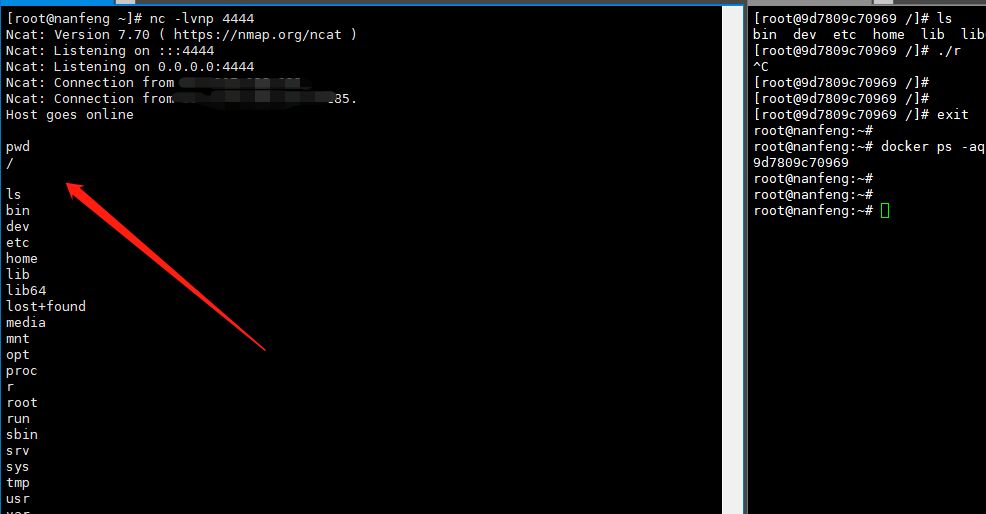 [root@nanfeng ~]# nc -lvnp 4444
Ncat: Version 7.70 ( https://nmap.org/ncat )
Ncat: Listening on :::4444
Ncat: Listening on 0.0.0.0:4444
Ncat: Connection from
Ncat: Connection from 85.
Host goes online
pwd
/
ls
bin
dev
etc
home
lib
lib64
lost+found
media
mnt
opt
proc
r
root
run
sbin
srv
sys
tmp
usr
var
[root@9d7809c70969 /]# ls
bin dev etc home lib lib
[root@9d7809c70969 /]# ./r
^C
[root@9d7809c70969 /]#
[root@9d7809c70969 /]#
[root@9d7809c70969 /]# exit
root@nanfeng:~#
root@nanfeng:~# docker ps -aq
9d7809c70969
root@nanfeng:~#
root@nanfeng:~#
root@nanfeng:~#